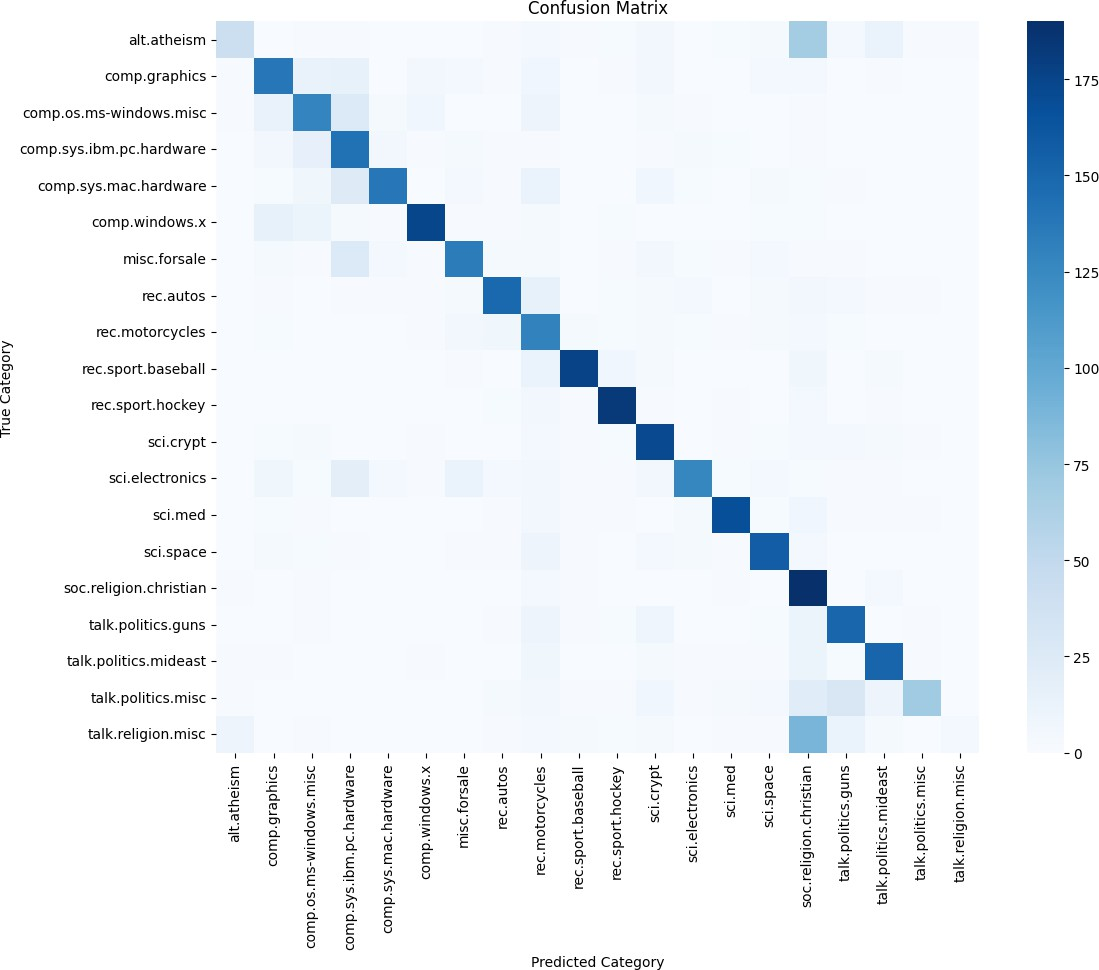 Confusion Matrix
True Category
alt.atheism
comp.graphics
comp.os.ms-windows.misc
comp.sys.ibm.pc.hardware
comp.sys.mac.hardware
comp.windows.x
misc.forsale
rec.autos
rec.motorcycles
rec.sport.baseball
rec.sport.hockey
sci.crypt
sci.electronics
sci.med
sci.space
soc.religion.christian
talk.politics.guns
talk.politics.mideast
talk.politics.misc
talk.religion.misc
alt.atheism
comp.graphics
comp.os.ms-windows.misc
comp.sys.ibm.pc.hardware
comp.sys.mac.hardware
comp.windows.x
misc.forsale
rec.autos
rec.motorcycles
rec.sport.baseball
rec.sport.hockey
sci.crypt
sci.electronics
sci.med
sci.space
soc.religion.christian
talk.politics.guns
talk.politics.mideast
talk.politics.misc
talk.religion.misc
Predicted Category
175
150
125
100
75
50
25
0